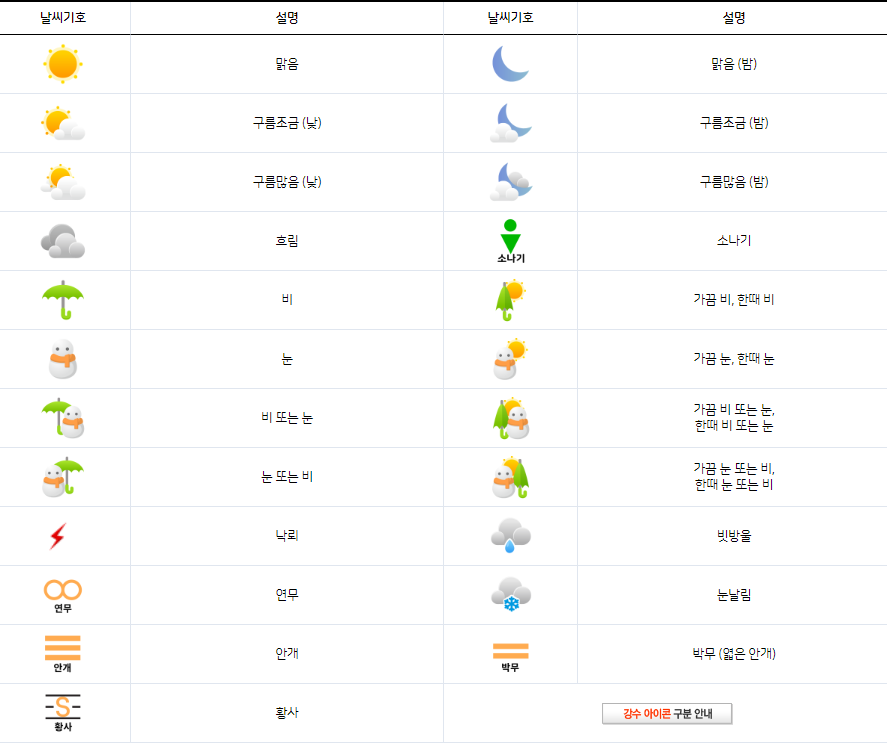 날씨기호 설명 날씨기호 설명
맑음 맑음 (밤)
구름조금 (낮) 구름조금 (밤)
구름많음 (낮) 구름많음 (밤)
흐림 소나기 소나기
비 가끔 비, 한때 비
눈 가끔 눈, 한때 눈
비 또는 눈 가끔 비 또는 눈,
한때 비 또는 눈
눈 또는 비 가끔 눈 또는 비,
한때 눈 또는 비
낙뢰 빗방울
연무 연무 눈날림
안개 안개 박무 박무 (엷은 안개)
S 황사 황사 강수 아이콘 구분 안내